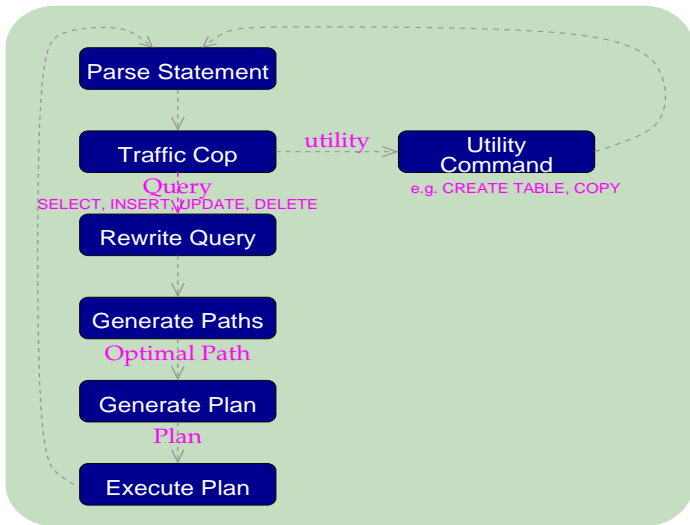 Parse Statement
Traffic Cop
utility
Utility
Command
Query
e.g. CREATE TABLE, COPY
SELECT, INSERT, UPDATE, DELETE
Rewrite Query
Generate Paths
Optimal Path
Generate Plan
Plan
Execute Plan